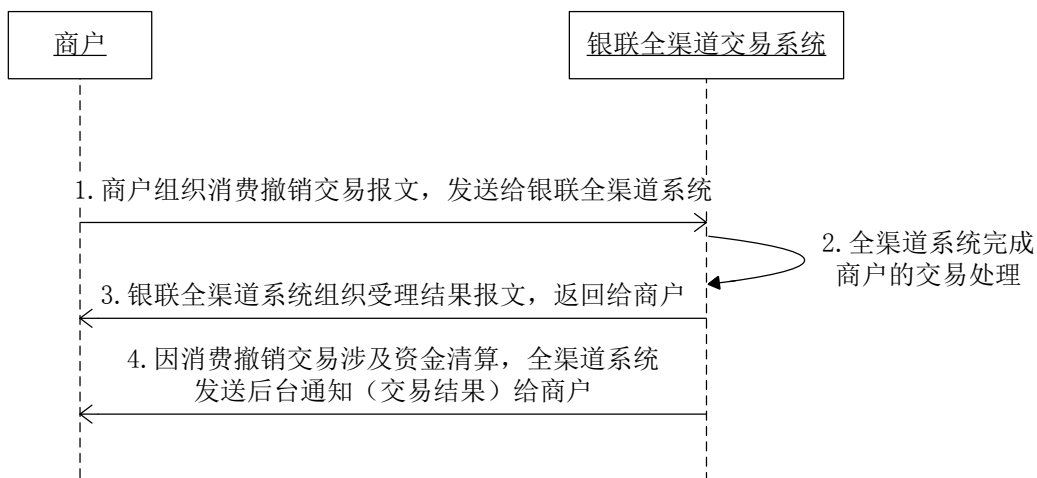 商户
银联全渠道交易系统
1.商户组织消费撤销交易报文，发送给银联全渠道系统
2.全渠道系统完成
商户的交易处理
3.银联全渠道系统组织受理结果报文，返回给商户
4.因消费撤销交易涉及资金清算，全渠道系统
发送后台通知（交易结果）给商户